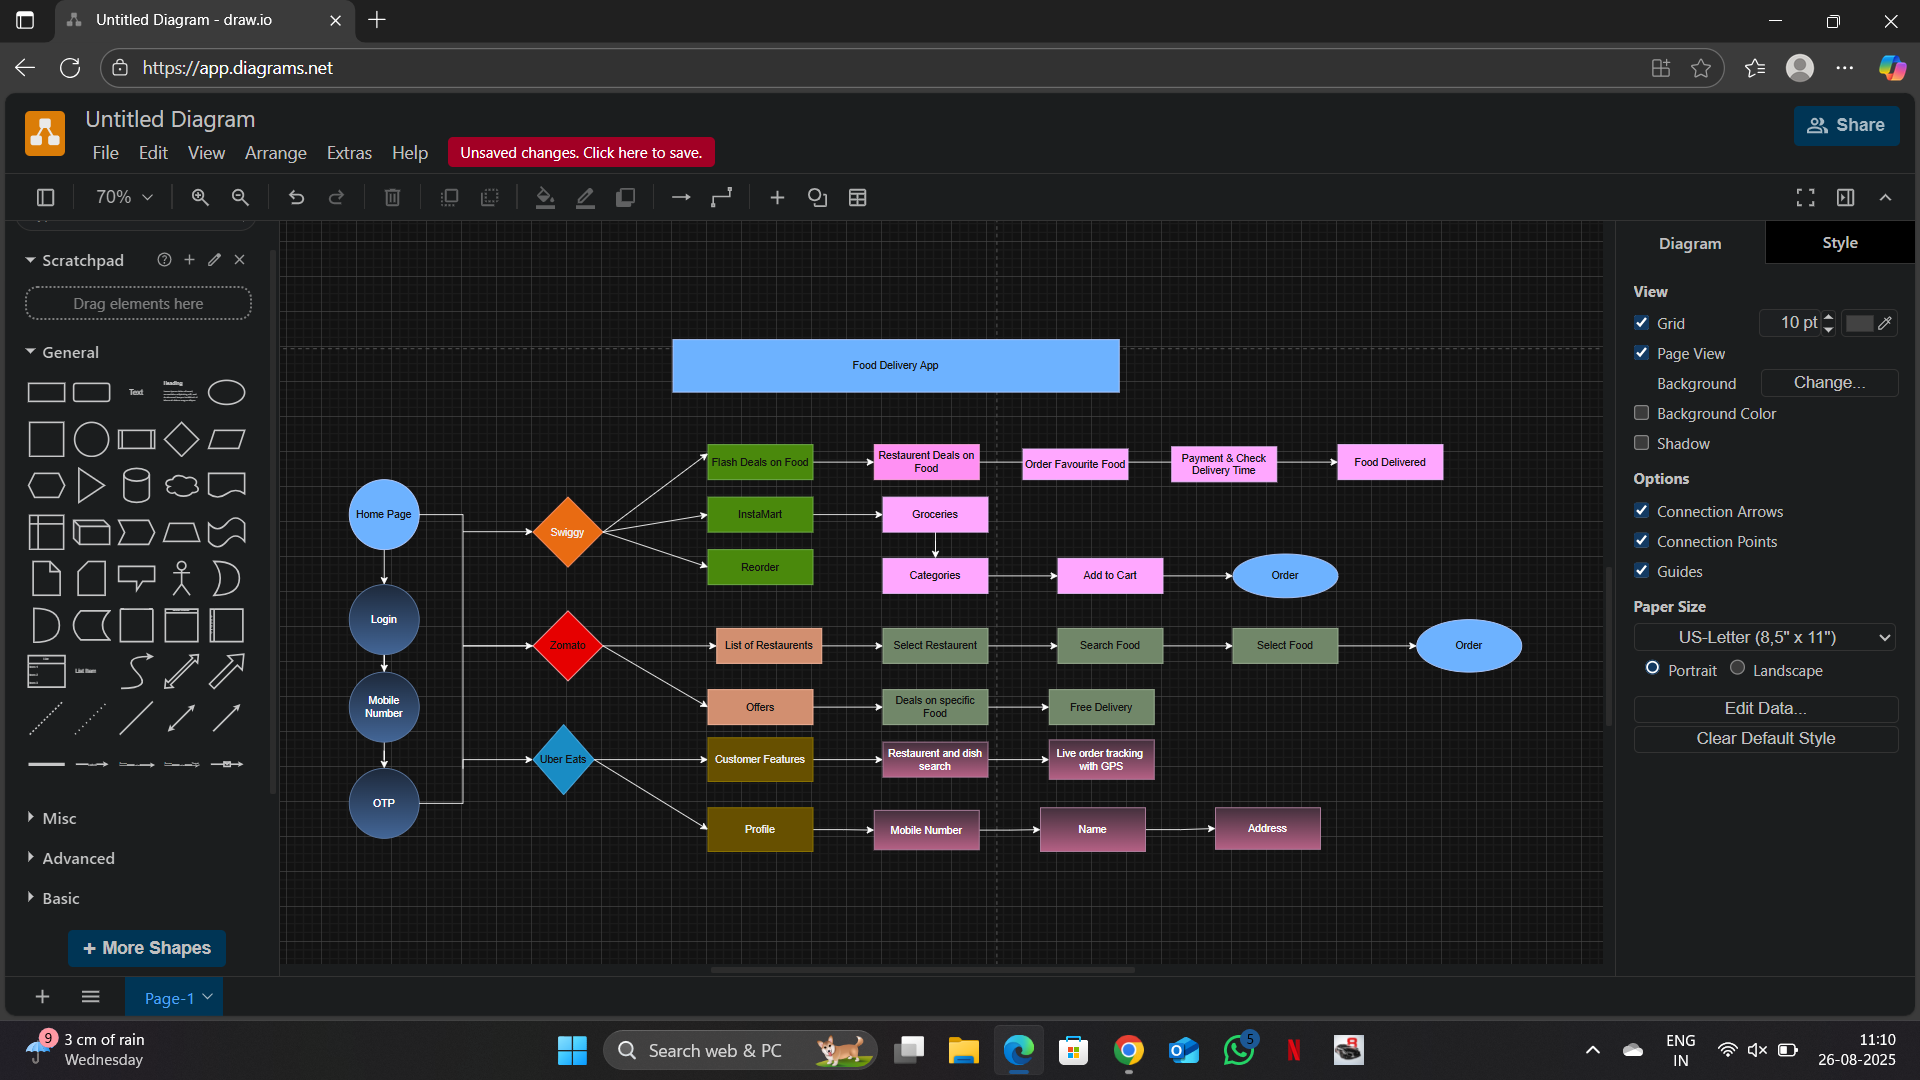 Untitled Diagram - draw.io
https://app.diagrams.net
Untitled Diagram
File Edit View Arrange Extras Help Unsaved changes. Click here to save.
Share
70%
Diagram Style
Scratchpad
Drag elements here
General
Text
Heading
List Item
Misc
Advanced
Basic
+ More Shapes
Food Delivery App
Flash Deals on Food
Restaurent Deals on
Food
Order Favourite Food
Payment & Check
Delivery Time
Food Delivered
Home Page
Swiggy
InstaMart
Groceries
Reorder
Categories
Add to Cart
Order
Login
Zomato
List of Restaurents
Select Restaurent
Search Food
Select Food
Order
Mobile
Number
Offers
Deals on specific
Food
Free Delivery
Uber Eats
Customer Features
Restaurent and dish
search
Live order tracking
with GPS
OTP
Profile
Mobile Number
Name
Address
View
Grid 10 pt
Page View
Background Change...
Background Color
Shadow
Options
Connection Arrows
Connection Points
Guides
Paper Size
US-Letter (8,5" x 11")
Portrait Landscape
Edit Data...
Clear Default Style
Page-1
9
3 cm of rain
Wednesday
Search web & PC
5
ENG
IN
11:10
26-08-2025